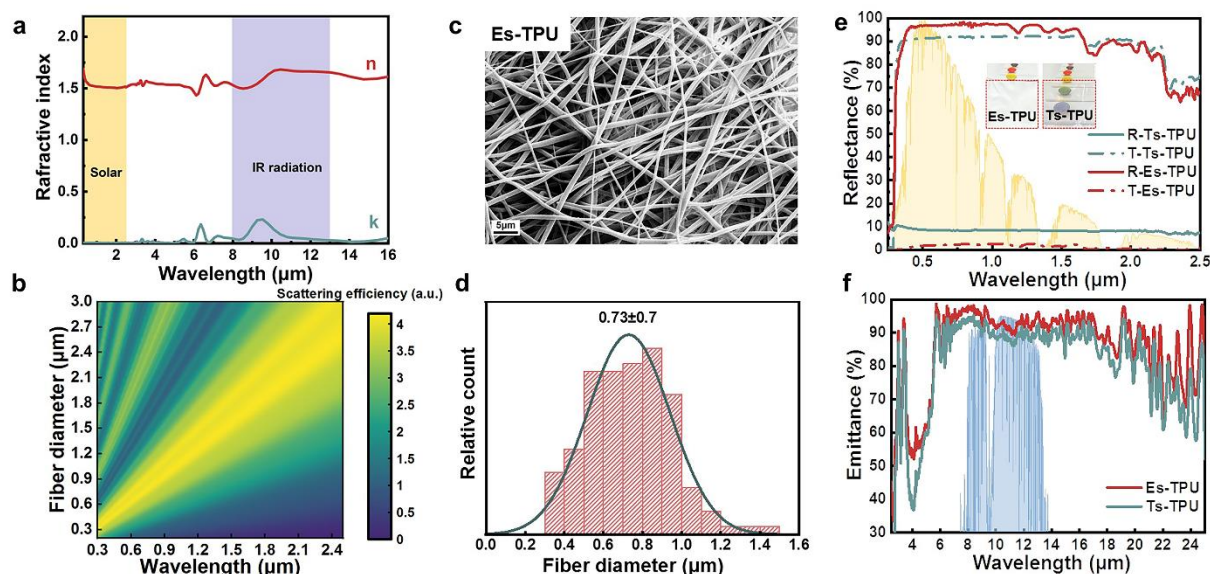 a
2.0
1.5
1.0
0.5
0.0
Rafractive index
n
k
Solar
IR radiation
2 4 6 8 10 12 14 16
Wavelength (μm)
b
Scattering efficiency (a.u.)
3.0
2.7
2.4
2.1
1.8
1.5
1.2
0.9
0.6
0.3
Fiber diameter (μm)
0.3 0.6 0.9 1.2 1.5 1.8 2.1 2.4
Wavelength (μm)
4
3.5
3
2.5
2
1.5
1
0.5
0
c
Es-TPU
5μm
d
0.73±0.7
Relative count
0.0 0.2 0.4 0.6 0.8 1.0 1.2 1.4 1.6
Fiber diameter (μm)
e
100
90
80
70
60
50
40
30
20
10
0
Reflectance (%)
Es-TPU Ts-TPU
R-Ts-TPU
T-Ts-TPU
R-Es-TPU
T-Es-TPU
0.5 1.0 1.5 2.0 2.5
Wavelength (μm)
f
100
90
80
70
60
50
40
30
Emittance (%)
Es-TPU
Ts-TPU
4 6 8 10 12 14 16 18 20 22 24
Wavelength (μm)